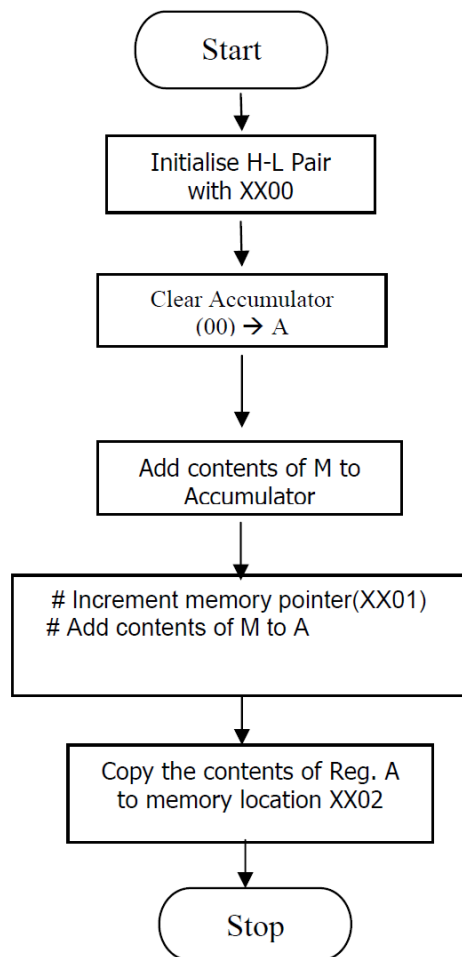 Start
Initialise H-L Pair
with XX00
Clear Accumulator
(00) → A
Add contents of M to
Accumulator
# Increment memory pointer(XX01)
# Add contents of M to A
Copy the contents of Reg. A
to memory location XX02
Stop